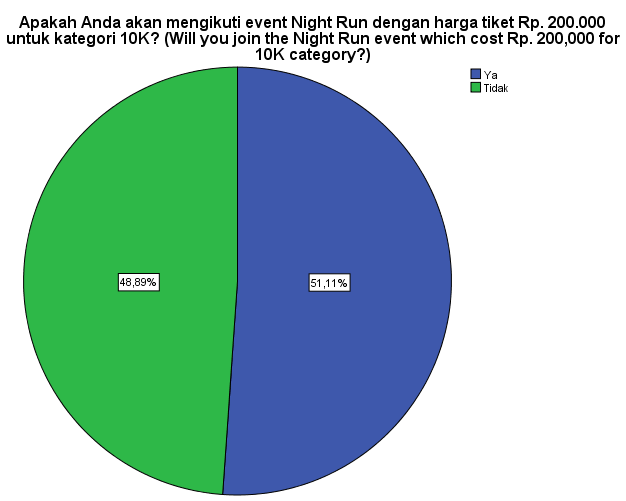 Apakah Anda akan mengikuti event Night Run dengan harga tiket Rp. 200.000
untuk kategori 10K? (Will you join the Night Run event which cost Rp. 200,000 for
10K category?)
Ya
Tidak
48,89%
51,11%